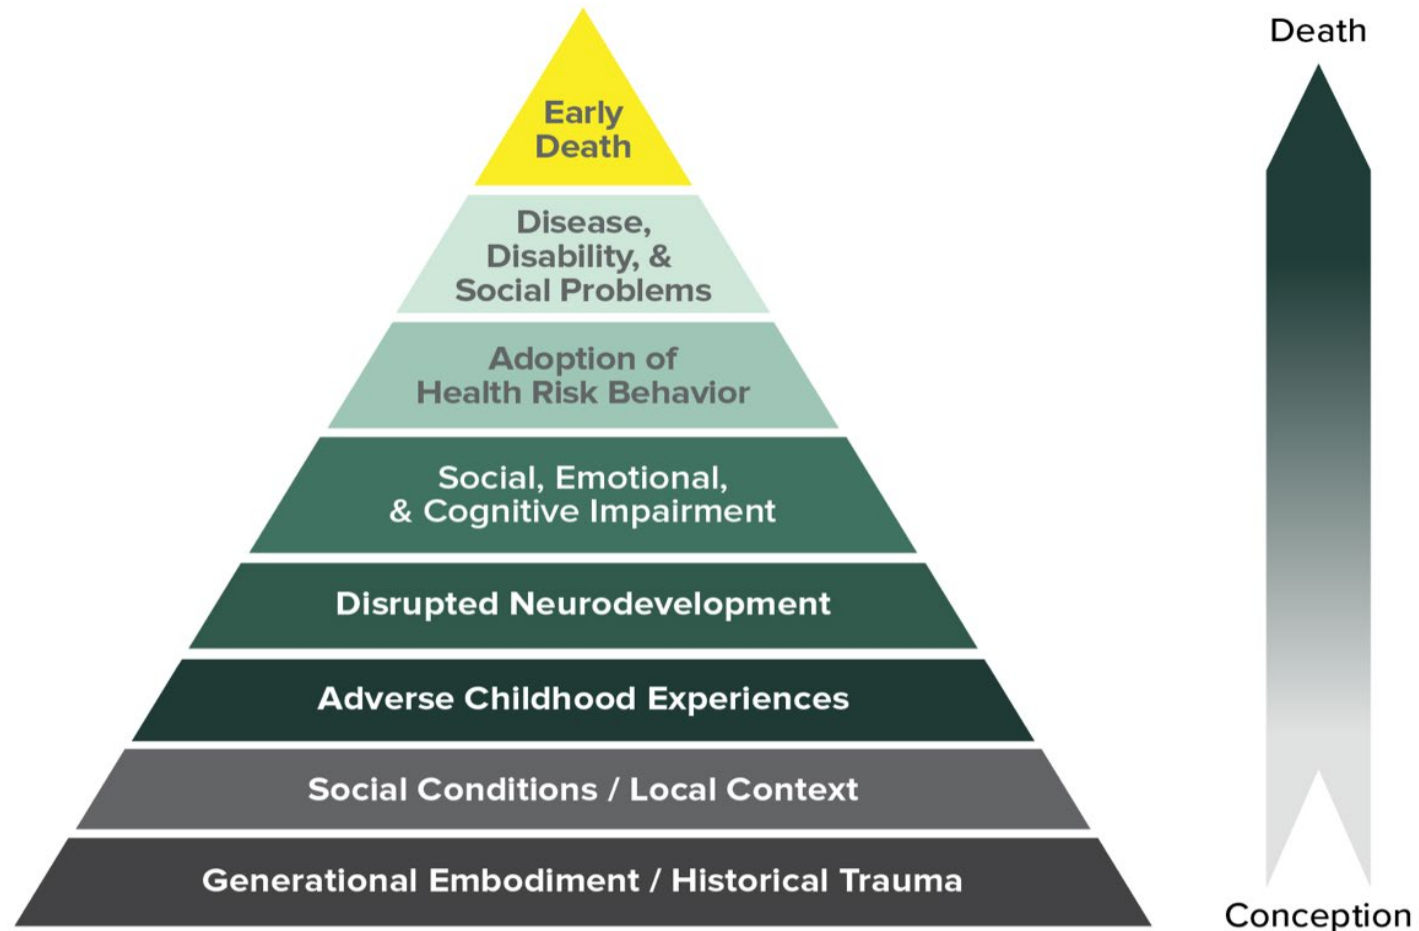 Death
Early
Death
Disease,
Disability, &
Social Problems
Adoption of
Health Risk Behavior
Social, Emotional,
& Cognitive Impairment
Disrupted Neurodevelopment
Adverse Childhood Experiences
Social Conditions / Local Context
Generational Embodiment / Historical Trauma
Conception